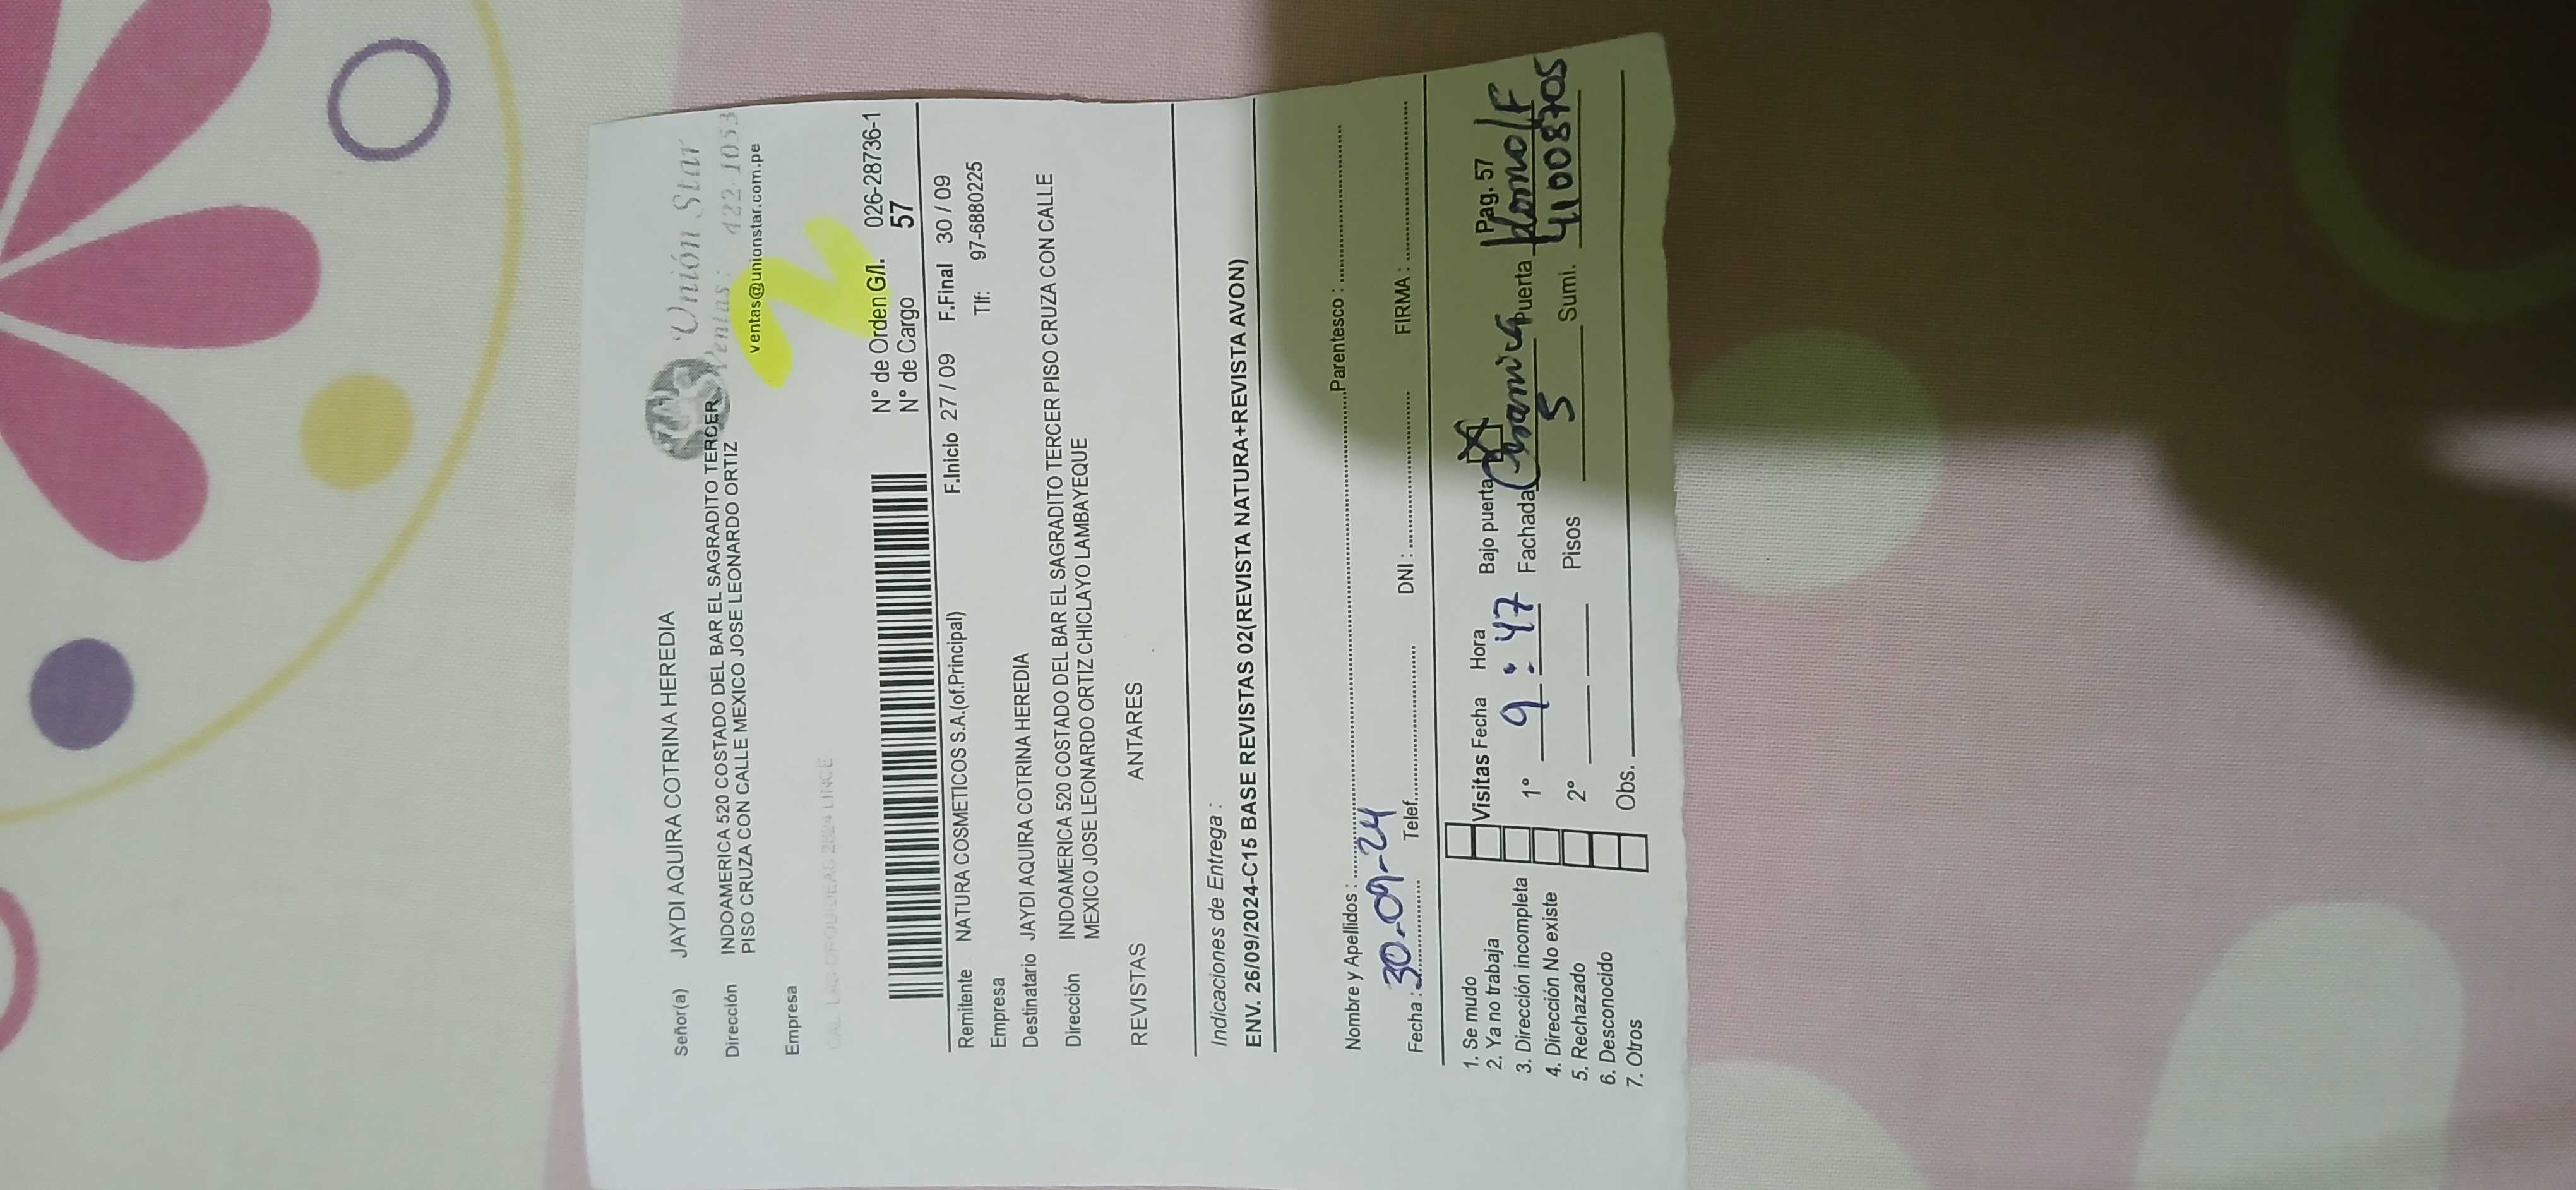 Unión Star
Ventas: 422-1053
ventas@unionstar.com.pe
Señor(a) JAYDI AQUIRA COTRINA HEREDIA
Dirección INDOAMERICA 520 COSTADO DEL BAR EL SAGRADITO TERCER
PISO CRUZA CON CALLE MEXICO JOSE LEONARDO ORTIZ
Empresa
CAL. LAS ORQUIDEAS 2624 LINCE
N° de Orden G/l. 026-28736-1
N° de Cargo 57
F.Inicio 27 / 09 F.Final 30 / 09
Remitente NATURA COSMETICOS S.A.(of.Principal)
Tlf: 97-6880225
Empresa
Destinatario JAYDI AQUIRA COTRINA HEREDIA
Dirección INDOAMERICA 520 COSTADO DEL BAR EL SAGRADITO TERCER PISO CRUZA CON CALLE
MEXICO JOSE LEONARDO ORTIZ CHICLAYO LAMBAYEQUE
REVISTAS ANTARES
Indicaciones de Entrega :
ENV. 26/09/2024-C15 BASE REVISTAS 02(REVISTA NATURA+REVISTA AVON)
Nombre y Apellidos : Parentesco :
Fecha : 30-09-24 Telef. DNI : FIRMA :
Pag. 57
1. Se mudo
2. Ya no trabaja
3. Dirección incompleta
4. Dirección No existe
5. Rechazado
6. Desconocido
7. Otros
Visitas Fecha Hora Bajo puerta X
1° 9:47 Fachada Puerta
2° Pisos 5 Sumi. 41008705
Obs.